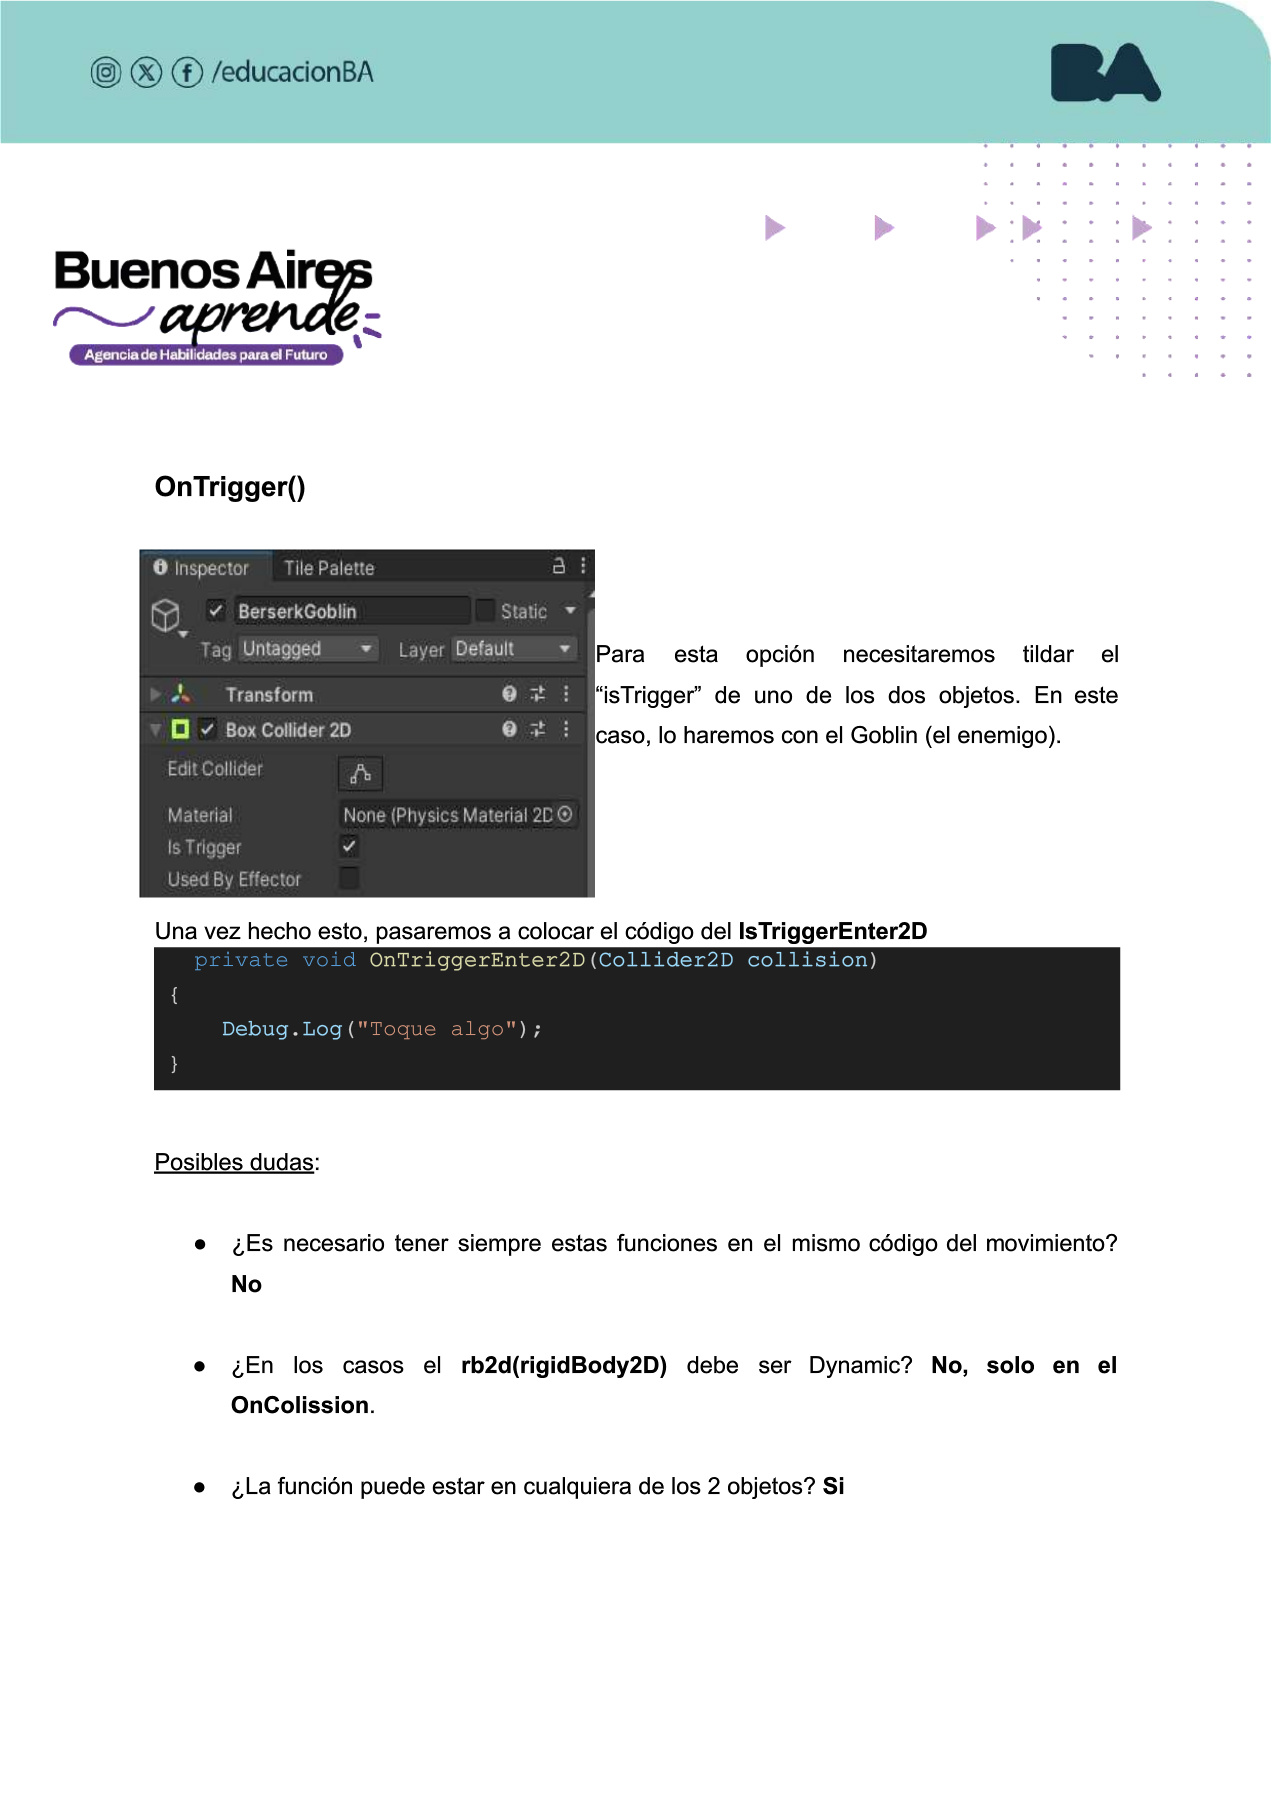 /educacionBA
BA
Buenos Aires
aprende
Agencia de Habilidades para el Futuro
OnTrigger()
Inspector Tile Palette
BerserkGoblin Static
Tag Untagged Layer Default
Transform
Box Collider 2D
Edit Collider
Material None (Physics Material 2D
Is Trigger
Used By Effector
Para esta opción necesitaremos tildar el
“isTrigger” de uno de los dos objetos. En este
caso, lo haremos con el Goblin (el enemigo).
Una vez hecho esto, pasaremos a colocar el código del IsTriggerEnter2D
private void OnTriggerEnter2D(Collider2D collision)
{
Debug.Log("Toque algo");
}
Posibles dudas:
● ¿Es necesario tener siempre estas funciones en el mismo código del movimiento?
No
● ¿En los casos el rb2d(rigidBody2D) debe ser Dynamic? No, solo en el
OnColission.
● ¿La función puede estar en cualquiera de los 2 objetos? Si